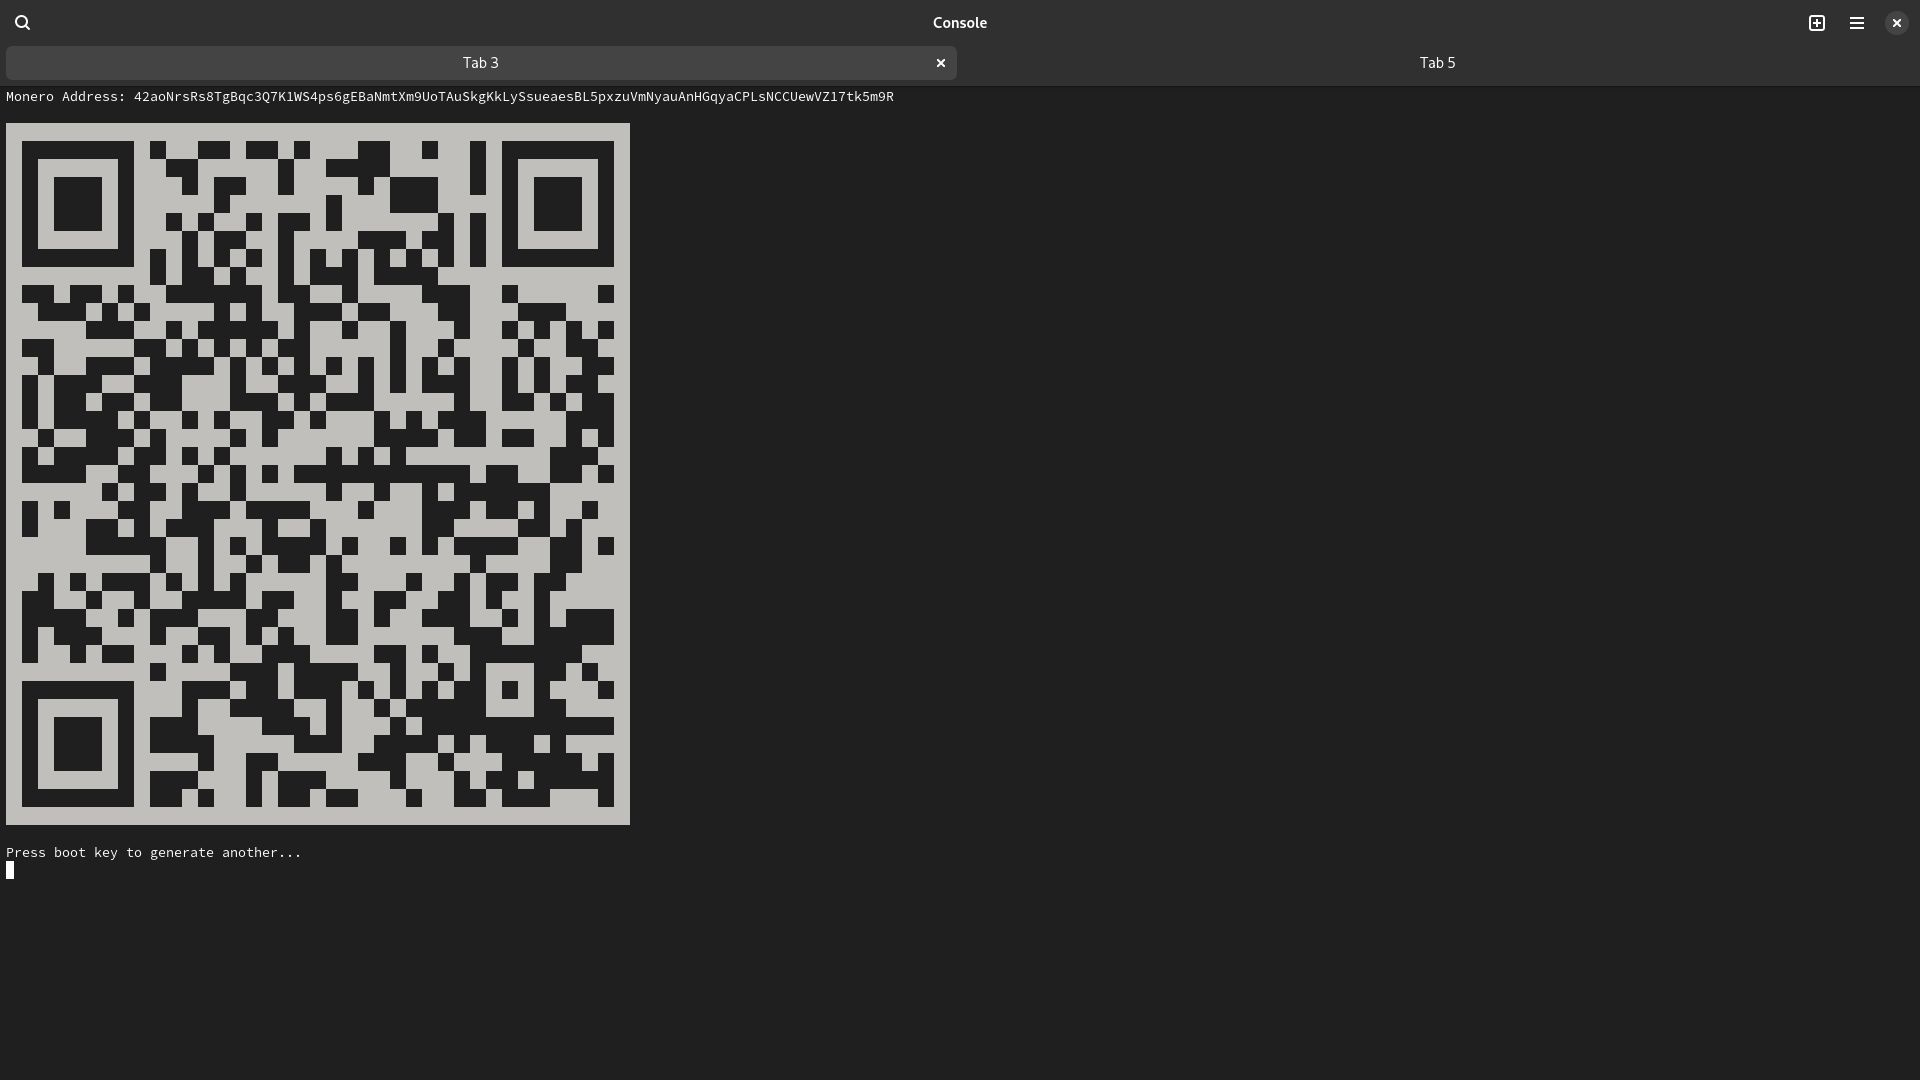 Console
Tab 3
Tab 5
Monero Address: 42aoNrsRs8TgBqc3Q7K1WS4ps6gEBaNmtXm9UoTAuSkgKkLySsueaesBL5pxzuVmNyauAnHGqyaCPLsNCCUewVZ17tk5m9R
Press boot key to generate another...